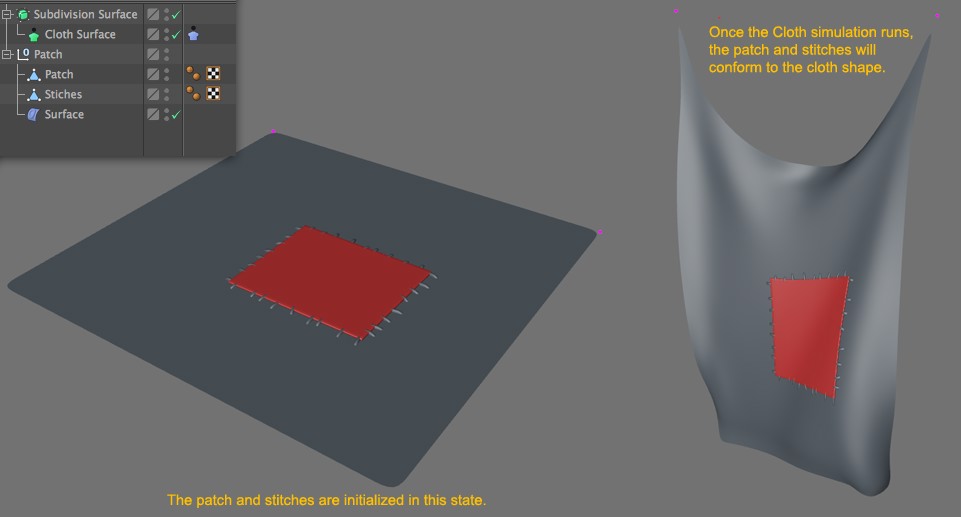 Subdivision Surface
Cloth Surface
0
Patch
Patch
Stiches
Surface
Once the Cloth simulation runs,
the patch and stitches will
conform to the cloth shape.
The patch and stitches are initialized in this state.